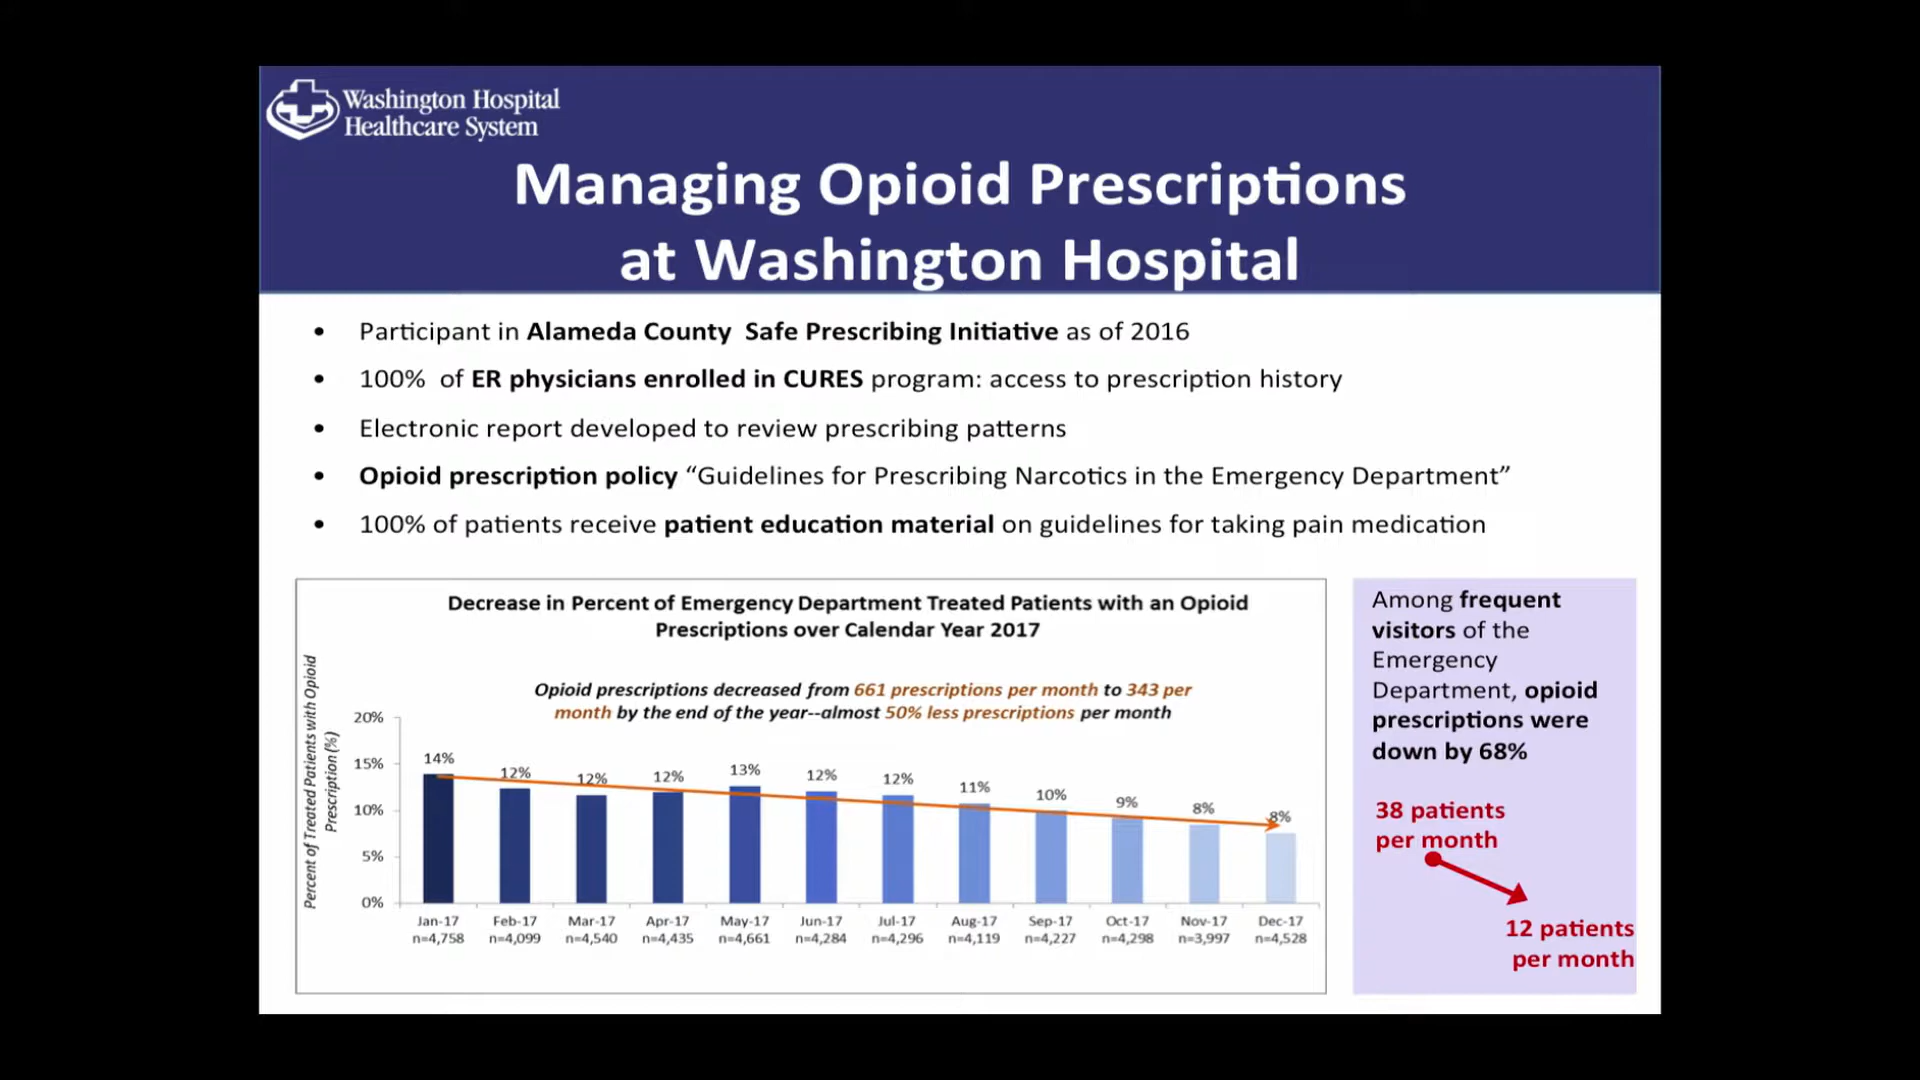 Washington Hospital
Healthcare System
Managing Opioid Prescriptions
at Washington Hospital
• Participant in Alameda County  Safe Prescribing Initiative as of 2016
• 100%  of ER physicians enrolled in CURES program: access to prescription history
• Electronic report developed to review prescribing patterns
• Opioid prescription policy “Guidelines for Prescribing Narcotics in the Emergency Department”
• 100% of patients receive patient education material on guidelines for taking pain medication
Decrease in Percent of Emergency Department Treated Patients with an Opioid
Prescriptions over Calendar Year 2017
Opioid prescriptions decreased from 661 prescriptions per month to 343 per
month by the end of the year--almost 50% less prescriptions per month
Percent of Treated Patients with Opioid
Prescription (%)
20%
15%
10%
5%
0%
14% 12% 12% 12% 13% 12% 12% 11% 10% 9% 8% 8%
Jan-17 Feb-17 Mar-17 Apr-17 May-17 Jun-17 Jul-17 Aug-17 Sep-17 Oct-17 Nov-17 Dec-17
n=4,758 n=4,099 n=4,540 n=4,435 n=4,661 n=4,284 n=4,296 n=4,119 n=4,227 n=4,298 n=3,997 n=4,528
Among frequent
visitors of the
Emergency
Department, opioid
prescriptions were
down by 68%
38 patients
per month
12 patients
per month